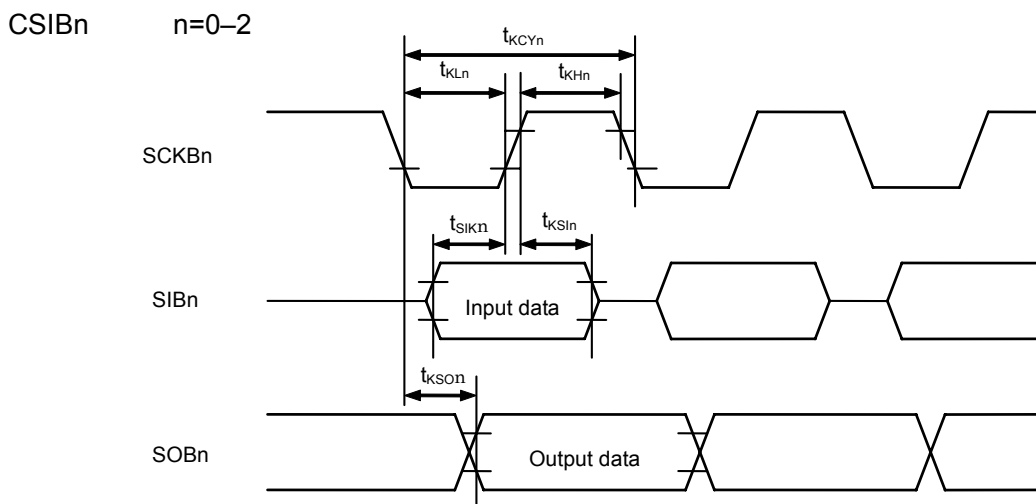 CSIBn n=0–2
tKCYn
tKLn tKHn
SCKBn
tSIKn tKSIn
SIBn Input data
tKSOn
SOBn Output data